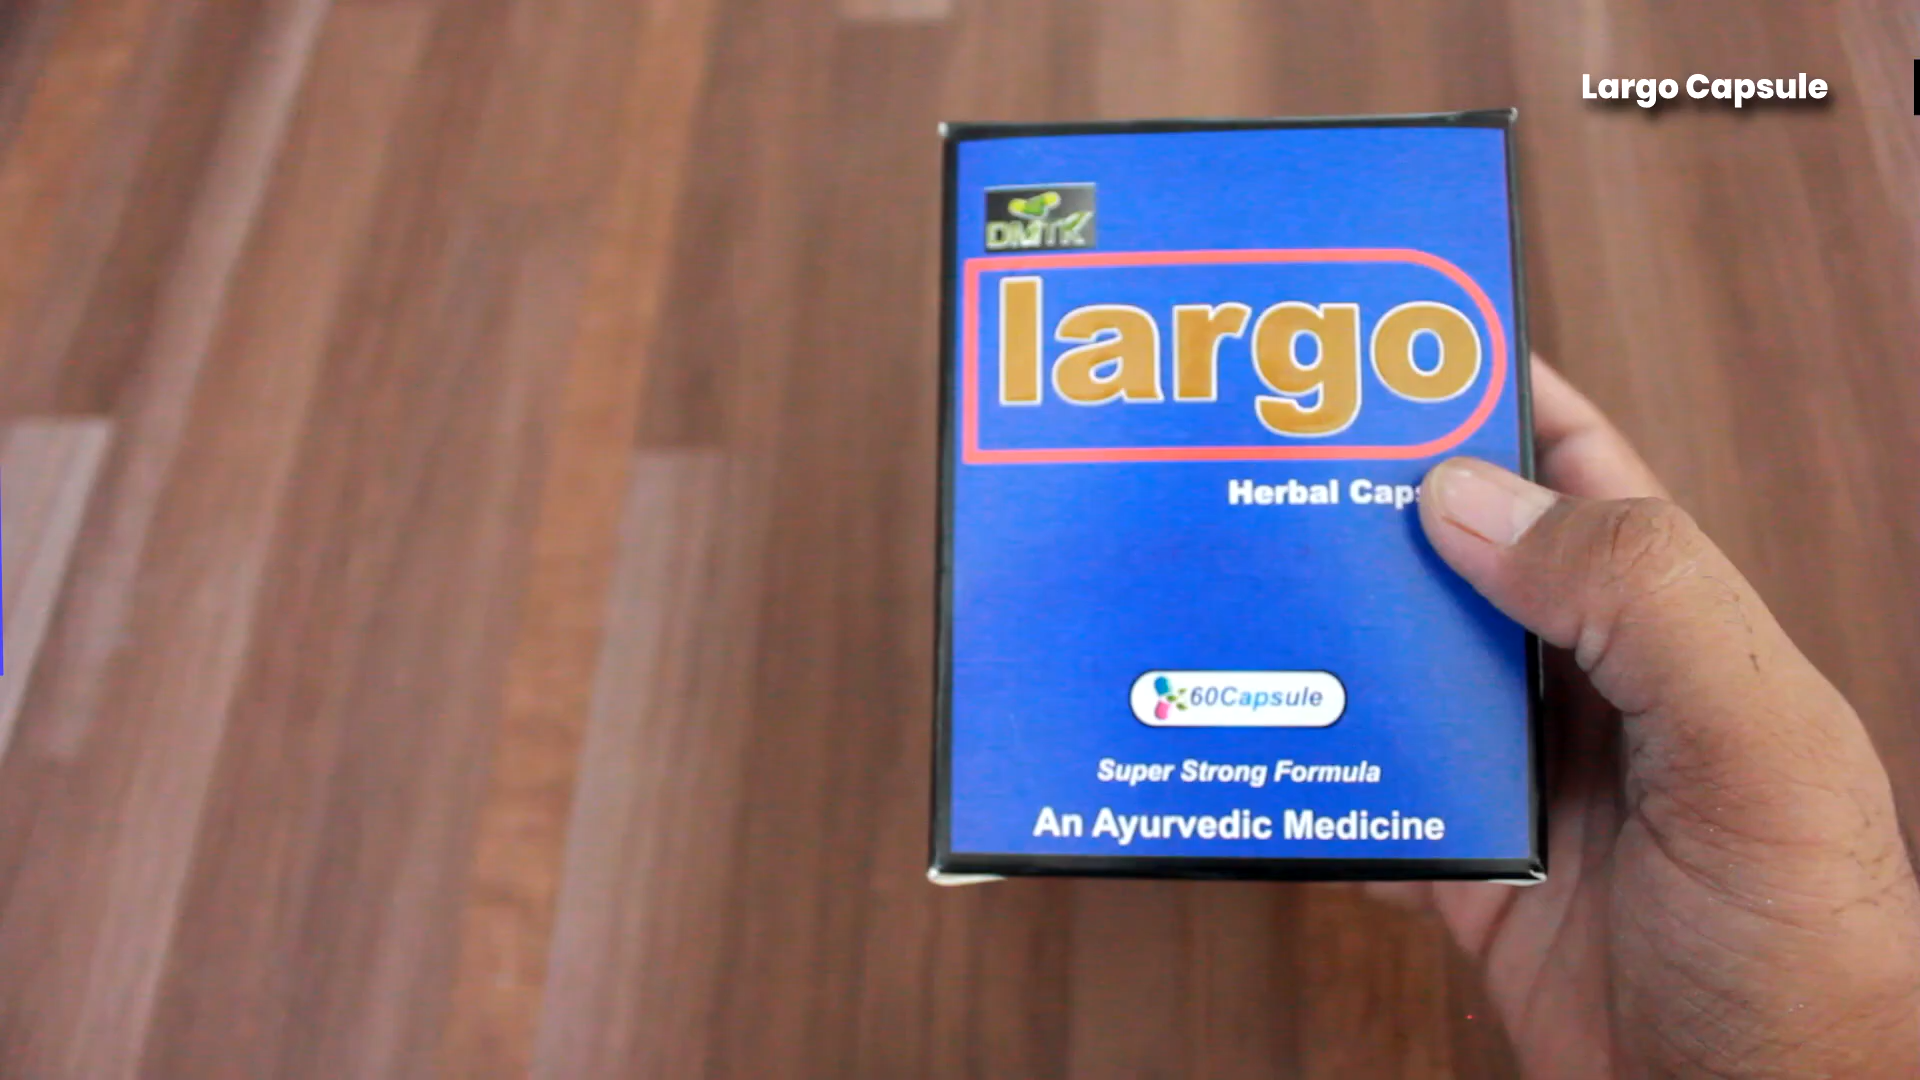 Largo Capsule
DMTK
largo
Herbal Caps
60Capsule
Super Strong Formula
An Ayurvedic Medicine